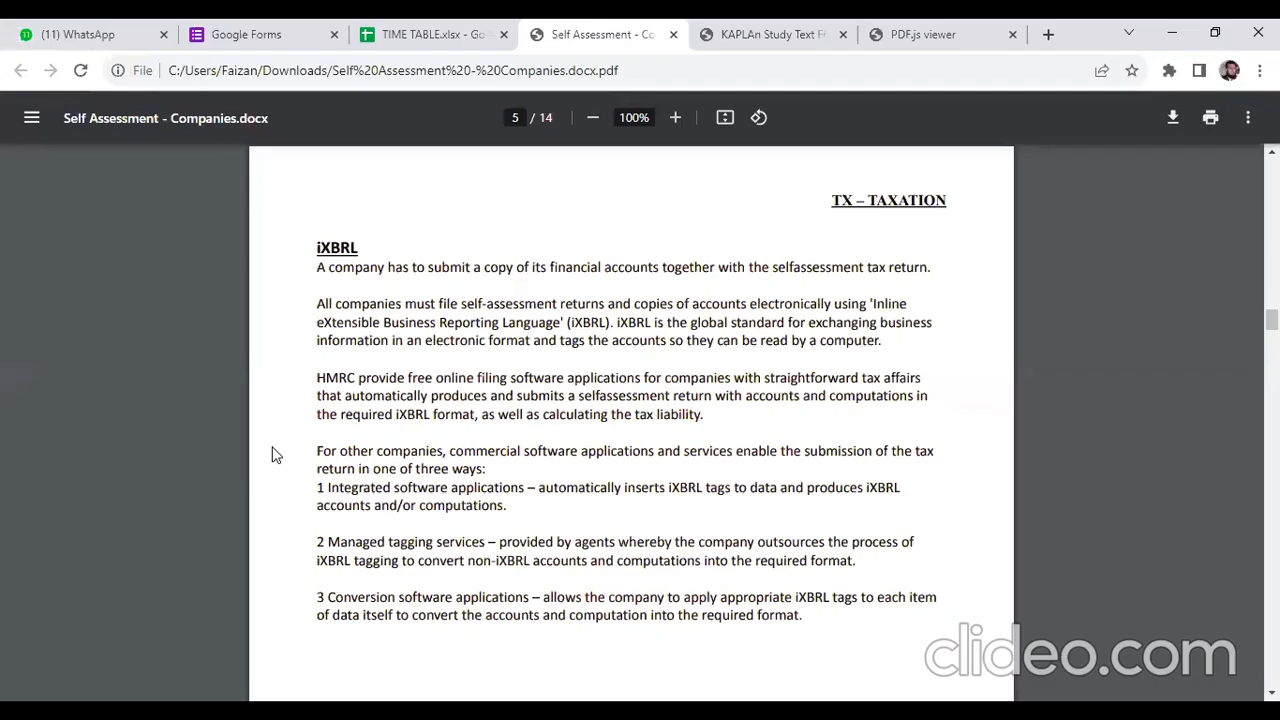 (11) WhatsApp
Google Forms
TIME TABLE.xlsx - Go
Self Assessment - Co
KAPLAn Study Text F
PDF.js viewer
File
C:/Users/Faizan/Downloads/Self%20Assessment%20-%20Companies.docx.pdf
Self Assessment - Companies.docx
5 / 14
100%
TX – TAXATION
iXBRL
A company has to submit a copy of its financial accounts together with the selfassessment tax return.
All companies must file self-assessment returns and copies of accounts electronically using 'Inline
eXtensible Business Reporting Language' (iXBRL). iXBRL is the global standard for exchanging business
information in an electronic format and tags the accounts so they can be read by a computer.
HMRC provide free online filing software applications for companies with straightforward tax affairs
that automatically produces and submits a selfassessment return with accounts and computations in
the required iXBRL format, as well as calculating the tax liability.
For other companies, commercial software applications and services enable the submission of the tax
return in one of three ways:
1 Integrated software applications – automatically inserts iXBRL tags to data and produces iXBRL
accounts and/or computations.
2 Managed tagging services – provided by agents whereby the company outsources the process of
iXBRL tagging to convert non-iXBRL accounts and computations into the required format.
3 Conversion software applications – allows the company to apply appropriate iXBRL tags to each item
of data itself to convert the accounts and computation into the required format.
clideo.com